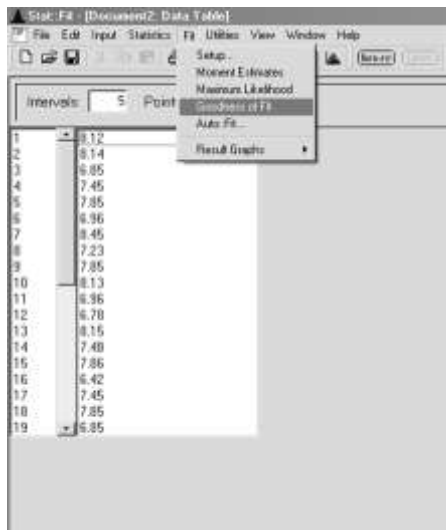 Stat::Fit - [Document2: Data Table]
File Edit Input Statistics Fit Utilities View Window Help
Setup...
Moment Estimates
Maximum Likelihood
Goodness of Fit
Auto::Fit...
Result Graphs
Intervals: 5 Point
1 9.12
2 8.14
3 6.85
4 7.45
5 7.85
6 6.96
7 8.45
8 7.23
9 7.85
10 8.13
11 6.96
12 6.78
13 8.15
14 7.48
15 7.86
16 6.42
17 7.45
18 7.85
19 6.85